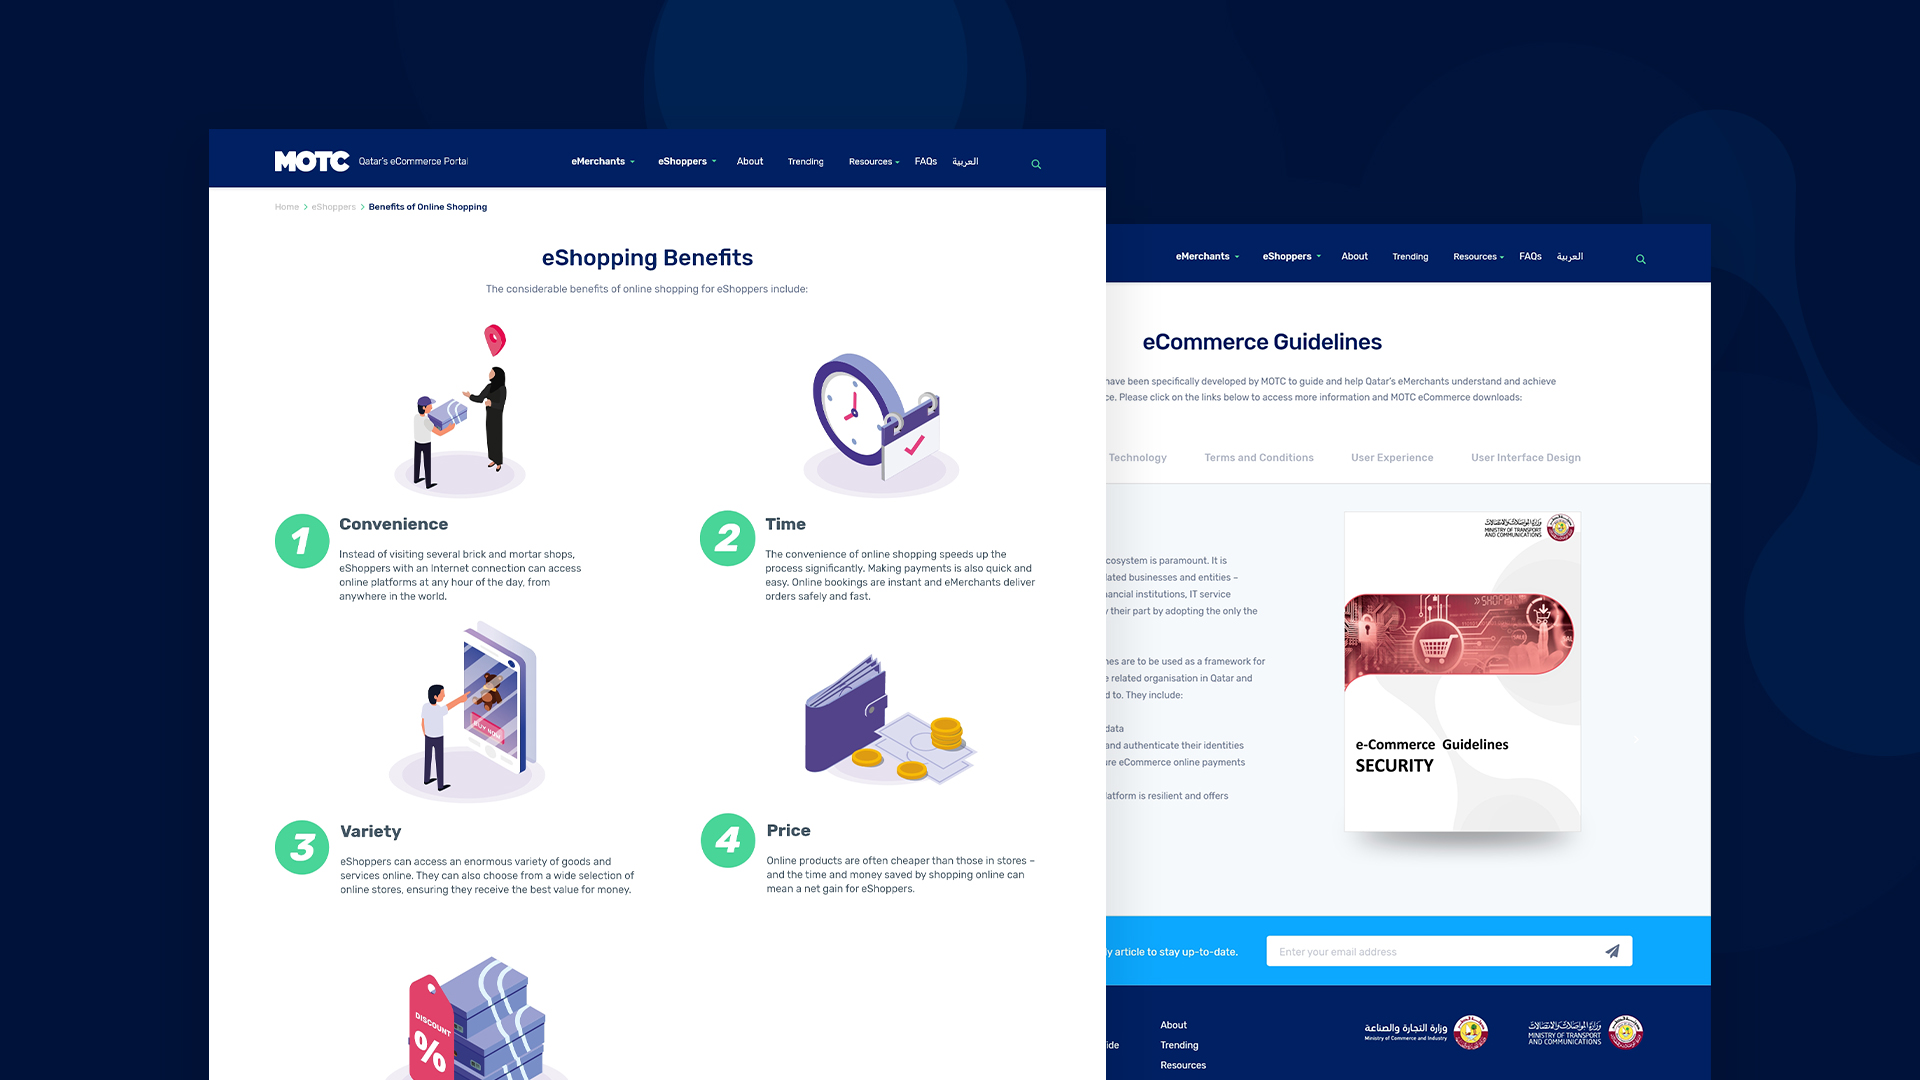 MOTC Qatar's eCommerce Portal
eMerchants eShoppers About Trending Resources FAQs العربية
Home > eShoppers > Benefits of Online Shopping
eShopping Benefits
The considerable benefits of online shopping for eShoppers include:
1 Convenience
Instead of visiting several brick and mortar shops,
eShoppers with an Internet connection can access
online platforms at any hour of the day, from
anywhere in the world.
2 Time
The convenience of online shopping speeds up the
process significantly. Making payments is also quick and
easy. Online bookings are instant and eMerchants deliver
orders safely and fast.
BUY NOW
3 Variety
eShoppers can access an enormous variety of goods and
services online. They can also choose from a wide selection of
online stores, ensuring they receive the best value for money.
4 Price
Online products are often cheaper than those in stores –
and the time and money saved by shopping online can
mean a net gain for eShoppers.
DISCOUNT
%
eMerchants eShoppers About Trending Resources FAQs العربية
eCommerce Guidelines
have been specifically developed by MOTC to guide and help Qatar's eMerchants understand and achieve
ce. Please click on the links below to access more information and MOTC eCommerce downloads:
Technology Terms and Conditions User Experience User Interface Design
cosystem is paramount. It is
lated businesses and entities –
nancial institutions, IT service
y their part by adopting the only the
nes are to be used as a framework for
e related organisation in Qatar and
d to. They include:
data
and authenticate their identities
ure eCommerce online payments
latform is resilient and offers
وزارة المواصلات والاتصالات
MINISTRY OF TRANSPORT
AND COMMUNICATIONS
e-Commerce Guidelines
SECURITY
ly article to stay up-to-date.
Enter your email address
About
Trending
Resources
ide
وزارة التجارة والصناعة
Ministry of Commerce and Industry
وزارة المواصلات والاتصالات
MINISTRY OF TRANSPORT
AND COMMUNICATIONS